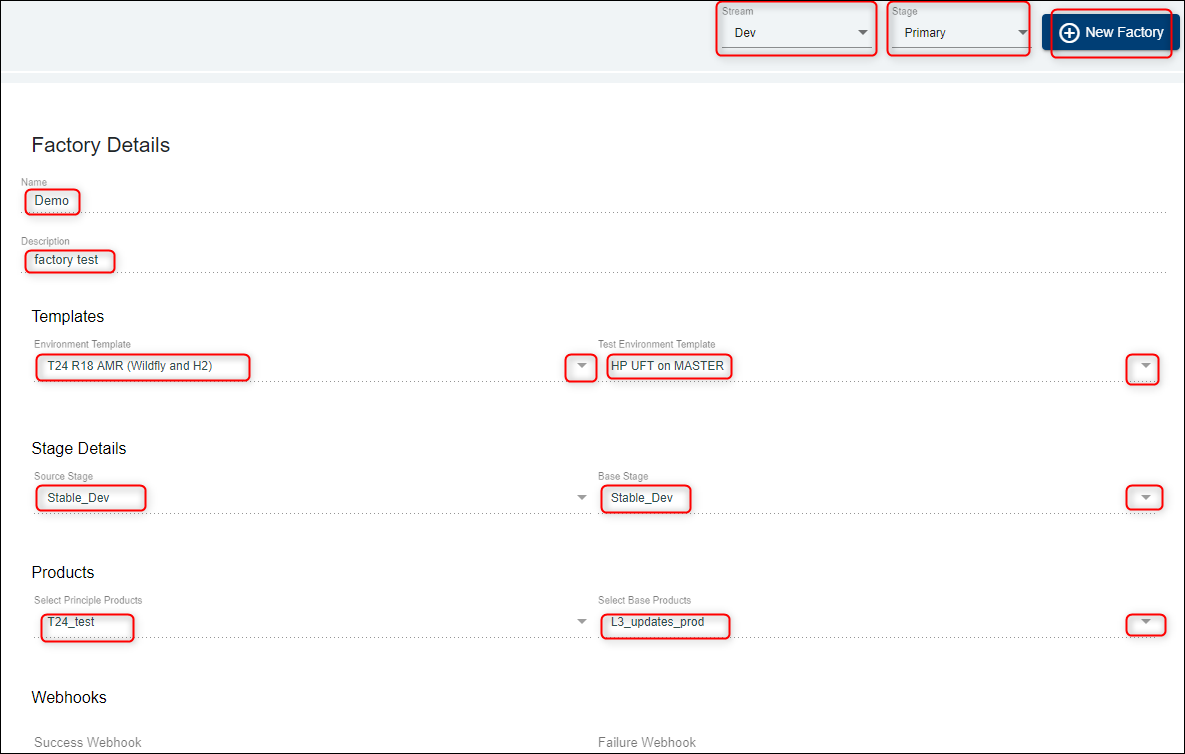 Stream Stage
Dev Primary New Factory
Factory Details
Name
Demo
Description
factory test
Templates
Environment Template Test Environment Template
T24 R18 AMR (Wildfly and H2) HP UFT on MASTER
Stage Details
Source Stage Base Stage
Stable_Dev Stable_Dev
Products
Select Principle Products Select Base Products
T24_test L3_updates_prod
Webhooks
Success Webhook Failure Webhook